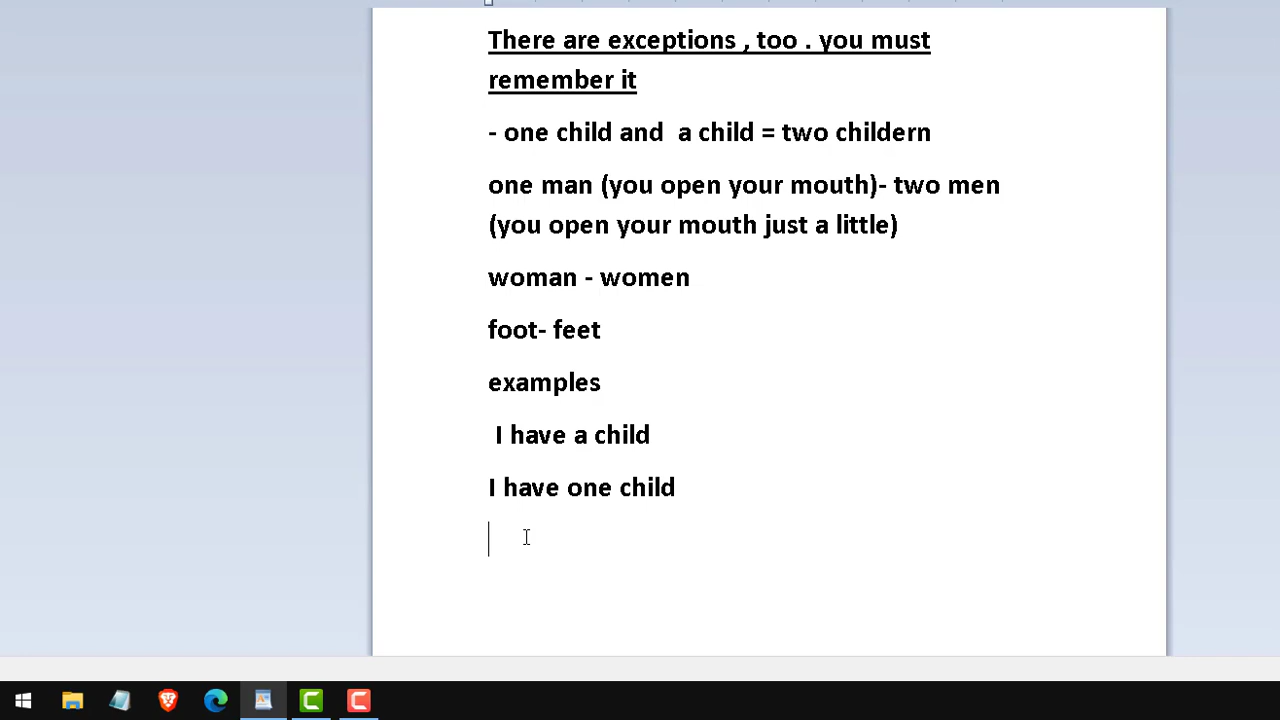 There are exceptions , too . you must
remember it
- one child and  a child = two childern
one man (you open your mouth)- two men
(you open your mouth just a little)
woman - women
foot- feet
examples
I have a child
I have one child